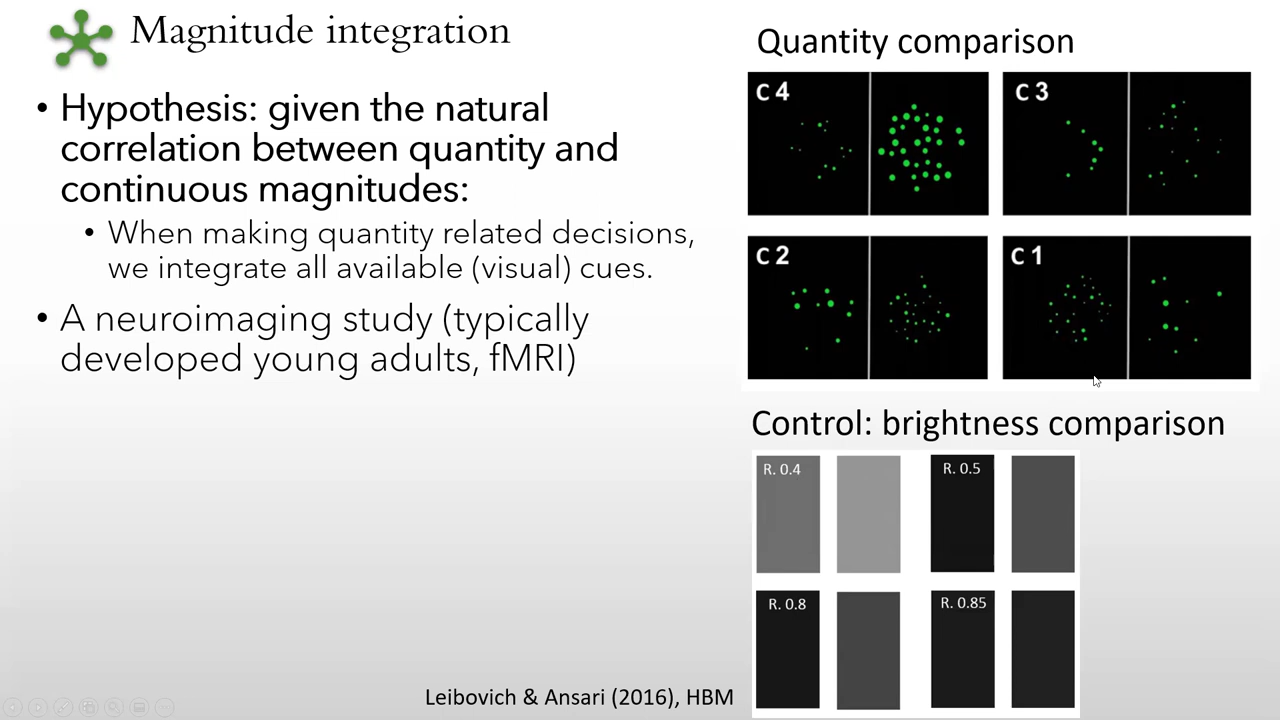 Magnitude integration
• Hypothesis: given the natural
correlation between quantity and
continuous magnitudes:
• When making quantity related decisions,
we integrate all available (visual) cues.
• A neuroimaging study (typically
developed young adults, fMRI)
Quantity comparison
C 4
C 3
C 2
C 1
Control: brightness comparison
R. 0.4
R. 0.5
R. 0.8
R. 0.85
Leibovich & Ansari (2016), HBM